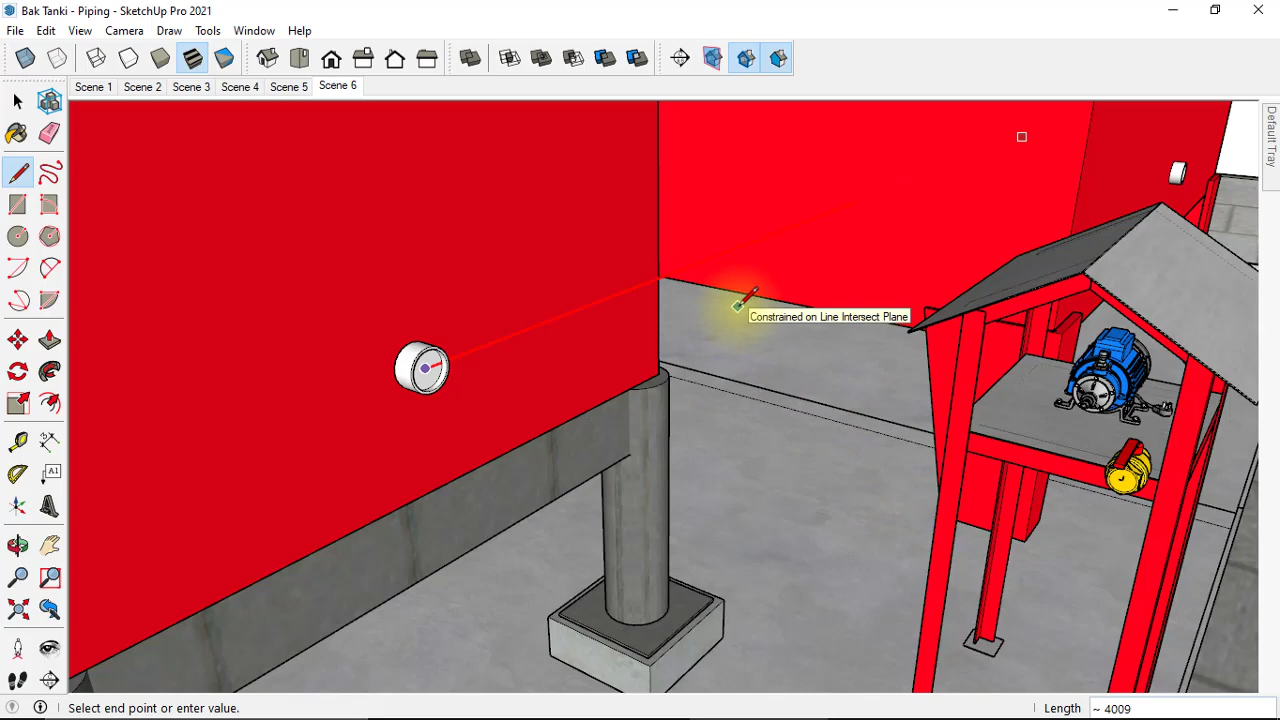 Bak Tanki - Piping - SketchUp Pro 2021
File Edit View Camera Draw Tools Window Help
Scene 1 Scene 2 Scene 3 Scene 4 Scene 5 Scene 6
Default Tray
Constrained on Line Intersect Plane
A1
Select end point or enter value.
Length ~ 4009